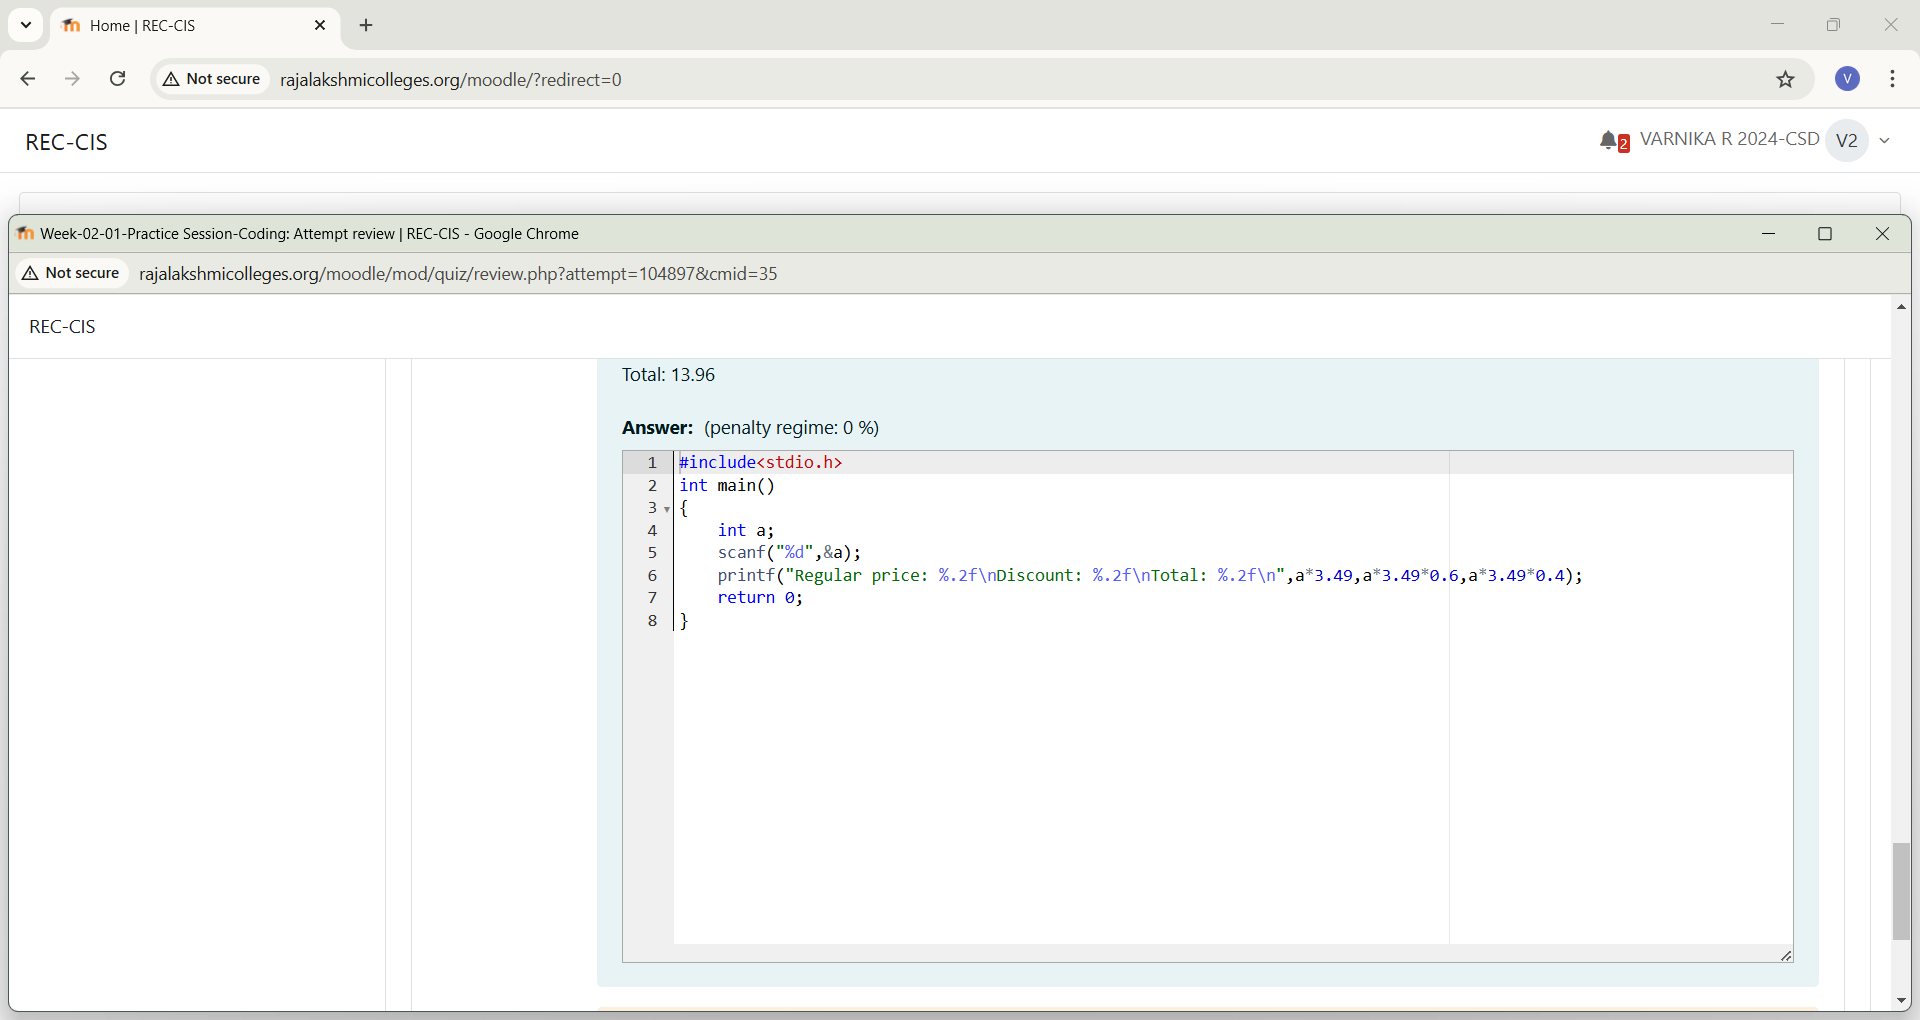 Home | REC-CIS
Not secure
rajalakshmicolleges.org/moodle/?redirect=0
V
REC-CIS
2
VARNIKA R 2024-CSD
V2
Week-02-01-Practice Session-Coding: Attempt review | REC-CIS - Google Chrome
Not secure
rajalakshmicolleges.org/moodle/mod/quiz/review.php?attempt=104897&cmid=35
REC-CIS
Total: 13.96
Answer: (penalty regime: 0 %)
1 #include<stdio.h>
2 int main()
3 {
4     int a;
5     scanf("%d",&a);
6     printf("Regular price: %.2f\nDiscount: %.2f\nTotal: %.2f\n",a*3.49,a*3.49*0.6,a*3.49*0.4);
7     return 0;
8 }